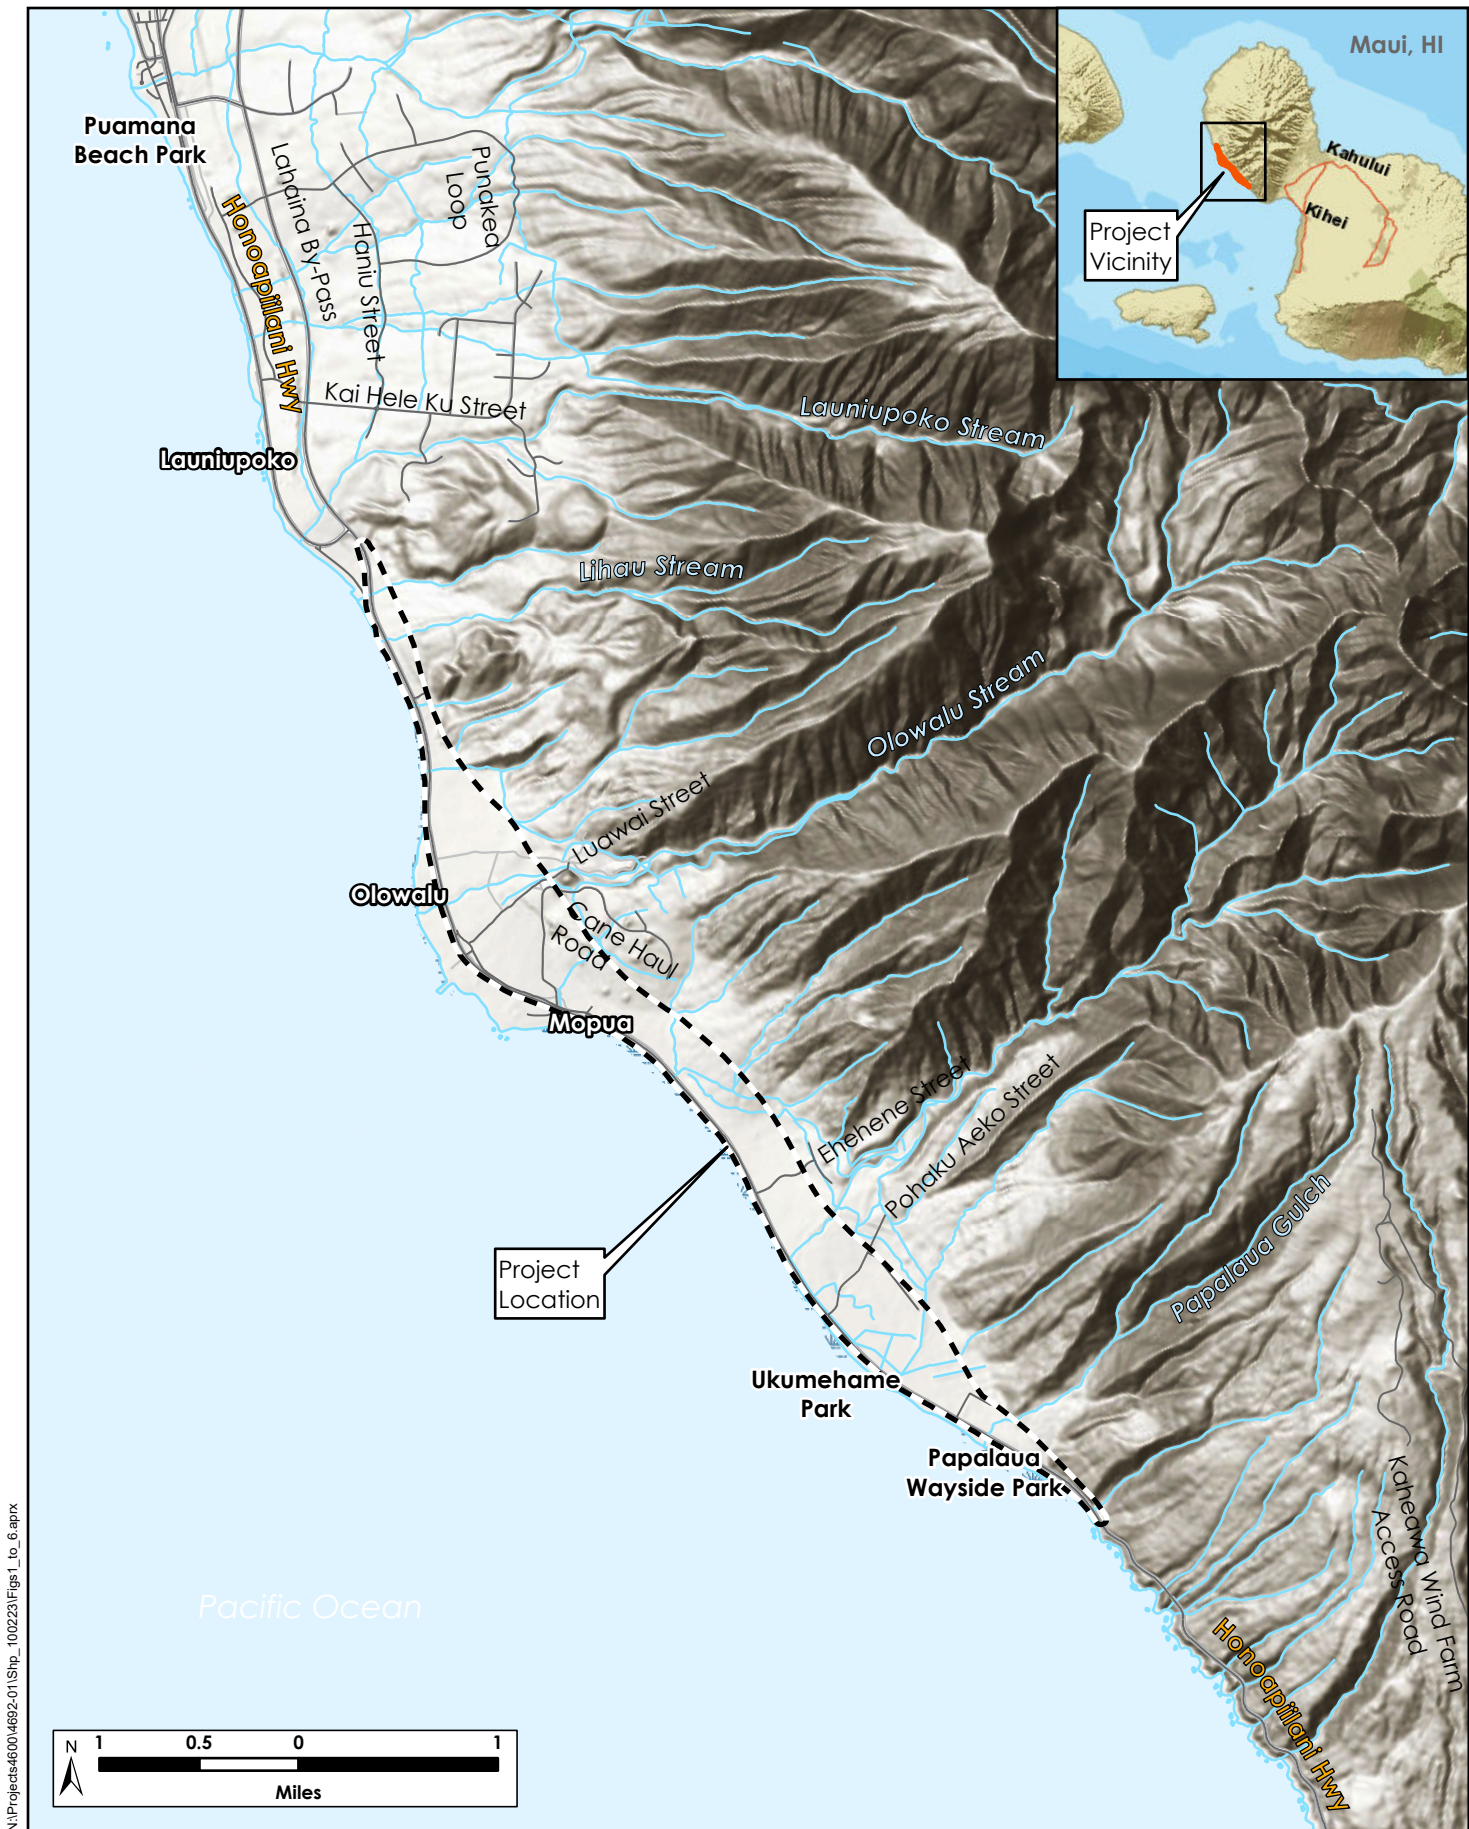 Maui, HI
Kahului
Kihei
Project
Vicinity
Puamana
Beach Park
Lahaina By-Pass
Punakea
Loop
Haniu Street
Honoapiilani Hwy
Kai Hele Ku Street
Launiupoko Stream
Launiupoko
Lihau Stream
Olowalu Stream
Luawai Street
Olowalu
Cane Haul
Road
Mopua
Ehehene Street
Pohaku Aeko Street
Papalaua Gulch
Project
Location
Ukumehame
Park
Papalaua
Wayside Park
Kaheawa Wind Farm
Access Road
Pacific Ocean
Honoapiilani Hwy
N
1 0.5 0 1
Miles
N:\Projects4600\4692-01\Shp_100223\Figs1_to_6.aprx